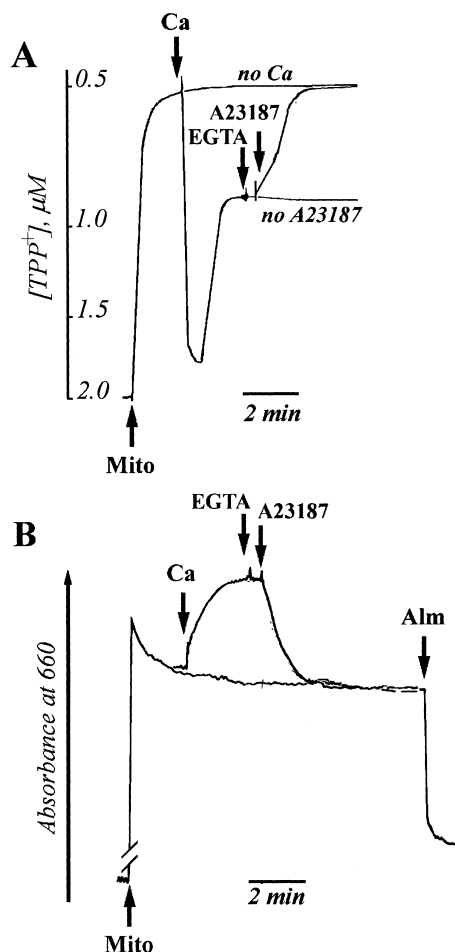 A
Ca
0.5
no Ca
A23187
EGTA
1.0
no A23187
[TPP+], μM
1.5
2.0
2 min
Mito
B
EGTA
A23187
Ca
Alm
Absorbance at 660
2 min
Mito